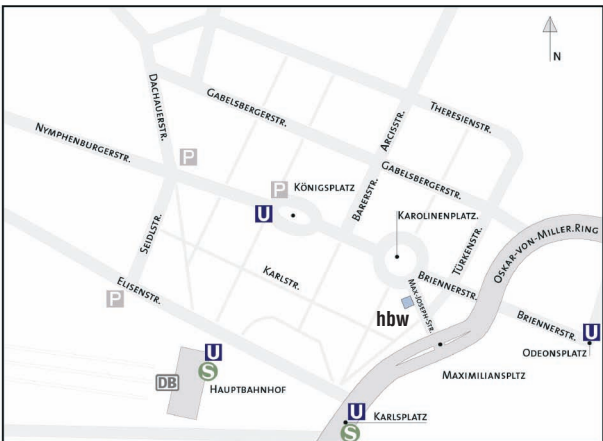 N
DACHAUERSTR.
GABELSBERGERSTR.
THERESIENSTR.
NYMPHENBURGERSTR.
ARCISSTR.
P
GABELSBERGERSTR.
P
KÖNIGSPLATZ
BARERSTR.
KAROLINENPLATZ.
U
SEIDLSTR.
TÜRKENSTR.
OSKAR-VON-MILLER.RING
KARLSTR.
BRIENNERSTR.
ELISENSTR.
MAX-JOSEPH-STR.
P
hbw
BRIENNERSTR.
U
ODEONSPLATZ
U
S
DB
HAUPTBAHNHOF
MAXIMILIANSPLTZ
U
KARLSPLATZ
S